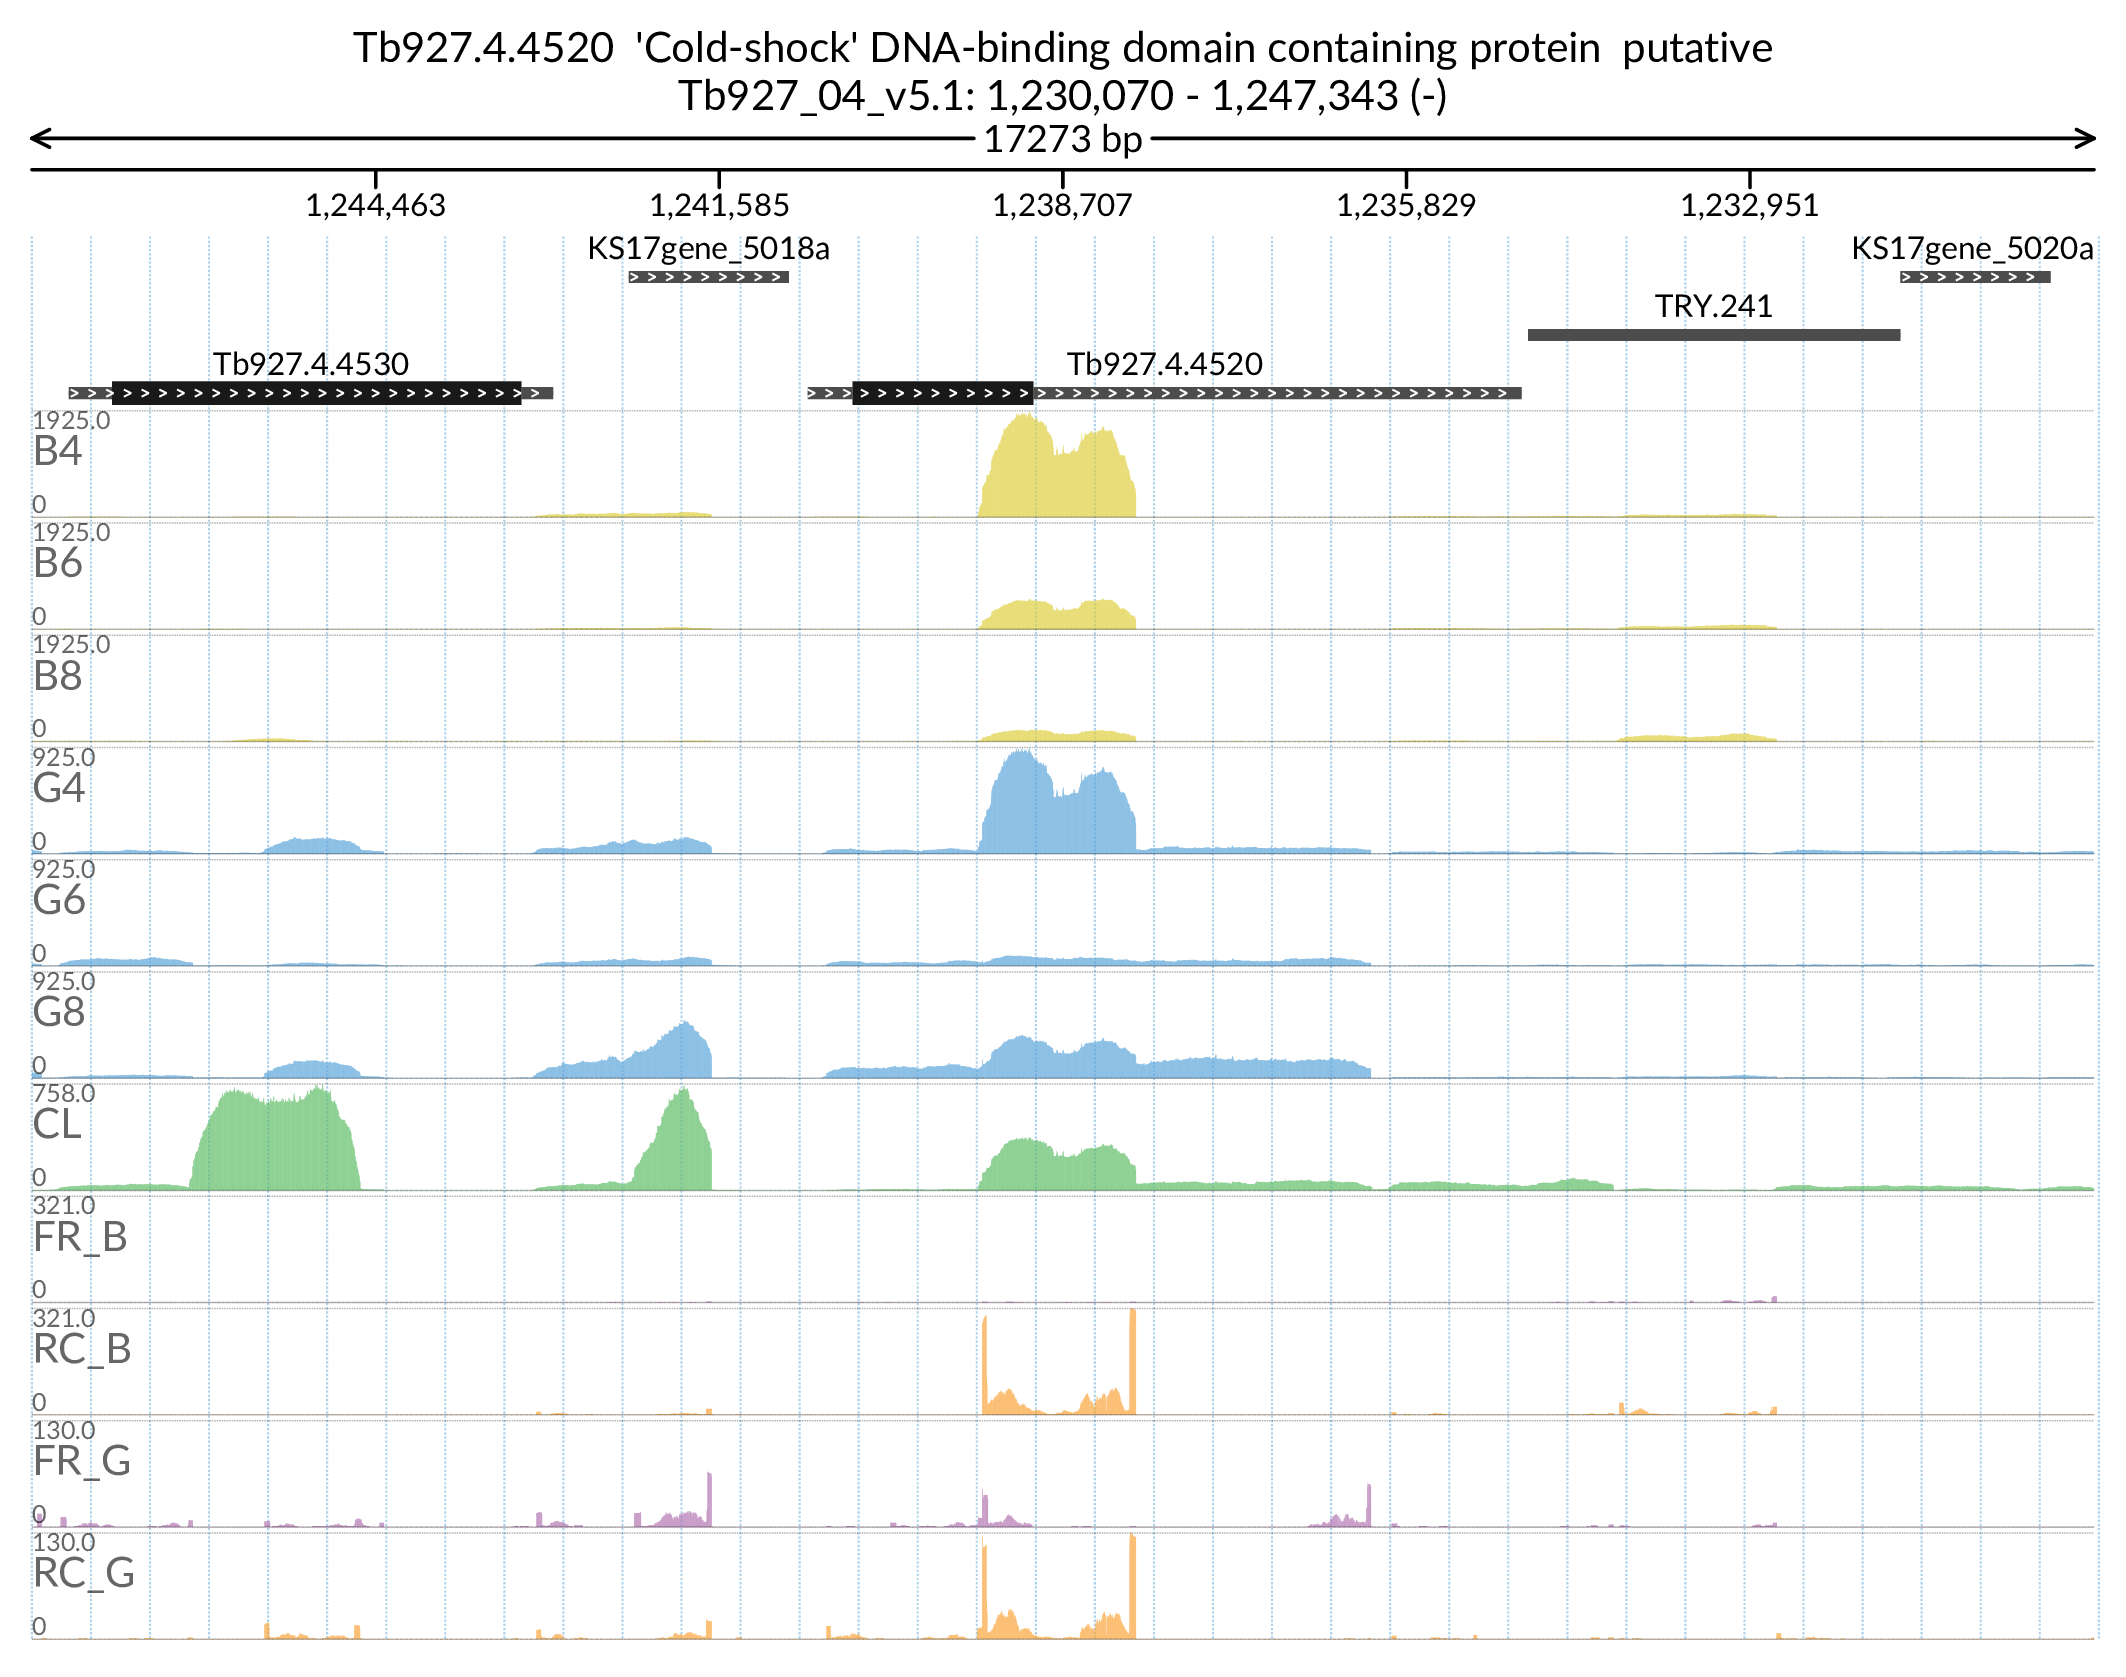 Tb927.4.4520  'Cold-shock' DNA-binding domain containing protein  putative
Tb927_04_v5.1: 1,230,070 - 1,247,343 (-)
17273 bp
1,244,463 1,241,585 1,238,707 1,235,829 1,232,951
KS17gene_5018a KS17gene_5020a
TRY.241
Tb927.4.4530 Tb927.4.4520
1925.0
B4
0
1925.0
B6
0
1925.0
B8
0
925.0
G4
0
925.0
G6
0
925.0
G8
0
758.0
CL
0
321.0
FR_B
0
321.0
RC_B
0
130.0
FR_G
0
130.0
RC_G
0